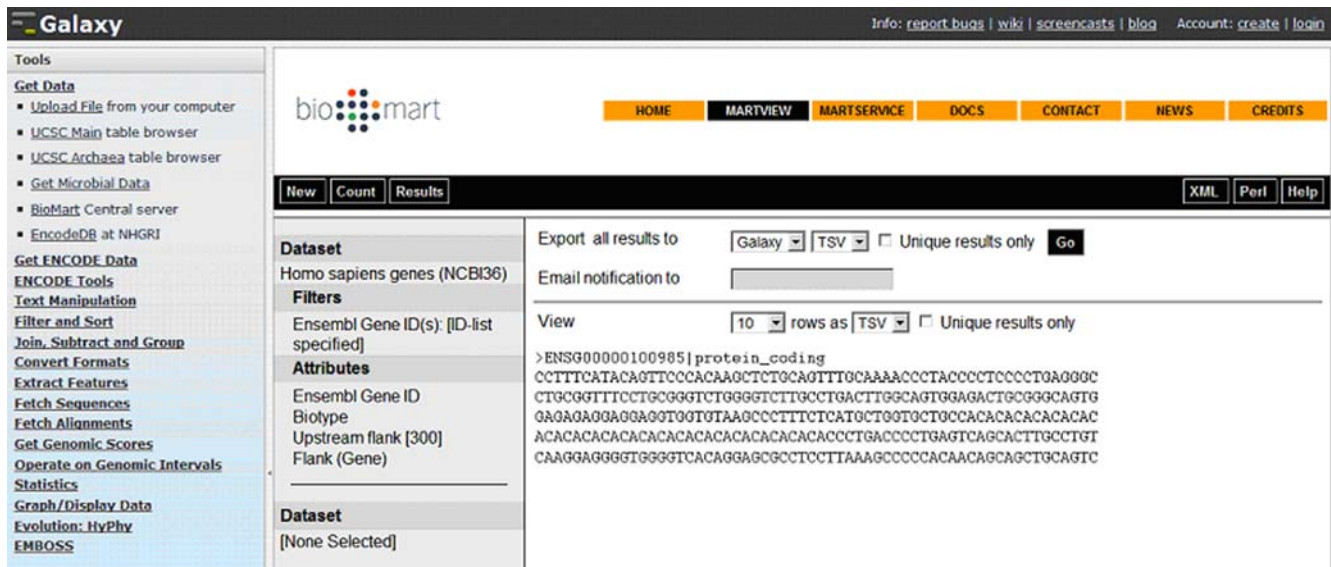 Galaxy
Info: report bugs | wiki | screencasts | blog Account: create | login
Tools
Get Data
Upload File from your computer
UCSC Main table browser
UCSC Archaea table browser
Get Microbial Data
BioMart Central server
EncodeDB at NHGRI
Get ENCODE Data
ENCODE Tools
Text Manipulation
Filter and Sort
Join, Subtract and Group
Convert Formats
Extract Features
Fetch Sequences
Fetch Alignments
Get Genomic Scores
Operate on Genomic Intervals
Statistics
Graph/Display Data
Evolution: HyPhy
EMBOSS
bio mart
HOME MARTVIEW MARTSERVICE DOCS CONTACT NEWS CREDITS
New Count Results
XML Perl Help
Dataset
Homo sapiens genes (NCBI36)
Filters
Ensembl Gene ID(s): [ID-list
specified]
Attributes
Ensembl Gene ID
Biotype
Upstream flank [300]
Flank (Gene)
Dataset
[None Selected]
Export all results to Galaxy TSV Unique results only Go
Email notification to
View 10 rows as TSV Unique results only
>ENSG00000100985|protein_coding
CCTTTCATACAGTTCCCACAAGCTCTGCAGTTTGCAAAACCCTACCCCTCCCCTGAGGGC
CTGCGGTTTCCTGCGGGTCTGGGGTCTTGCCTGACTTGGCAGTGGAGACTGCGGGCAGTG
GAGAGAGGAGGAGGTGGTGTAAGCCCTTTCTCATGCTGGTGCTGCCACACACACACACAC
ACACACACACACACACACACACACACACACACCCTGACCCCTGAGTCAGCACTTGCCTGT
CAAGGAGGGGTGGGGTCACAGGAGCGCCTCCTTAAAGCCCCCACAACAGCAGCTGCAGTC